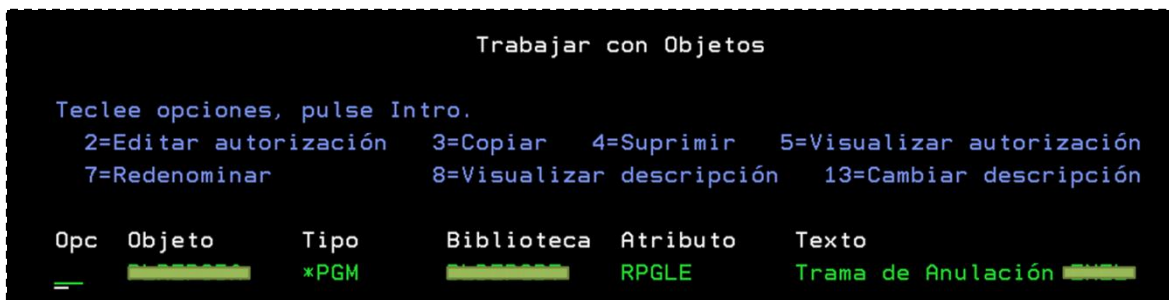 Trabajar con Objetos
Teclee opciones, pulse Intro.
2=Editar autorización 3=Copiar 4=Suprimir 5=Visualizar autorización
7=Redenominar 8=Visualizar descripción 13=Cambiar descripción
Opc Objeto Tipo Biblioteca Atributo Texto
*PGM RPGLE Trama de Anulación